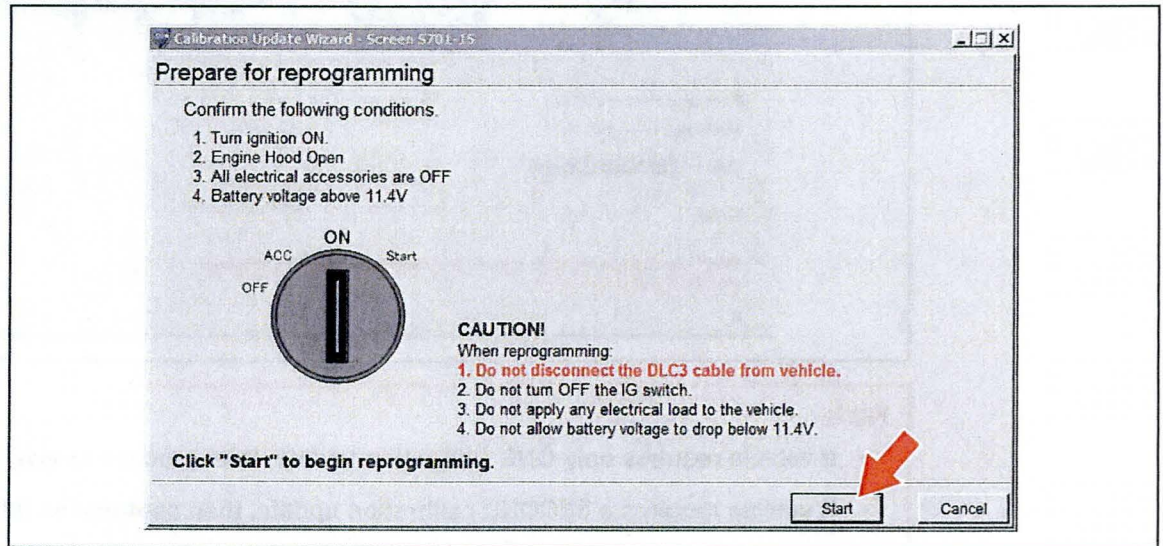 Calibration Update Wizard - Screen S701-15
Prepare for reprogramming
Confirm the following conditions.
1. Turn ignition ON.
2. Engine Hood Open
3. All electrical accessories are OFF
4. Battery voltage above 11.4V
ON
ACC
Start
OFF
CAUTION!
When reprogramming:
1. Do not disconnect the DLC3 cable from vehicle.
2. Do not turn OFF the IG switch.
3. Do not apply any electrical load to the vehicle.
4. Do not allow battery voltage to drop below 11.4V.
Click "Start" to begin reprogramming.
Start
Cancel